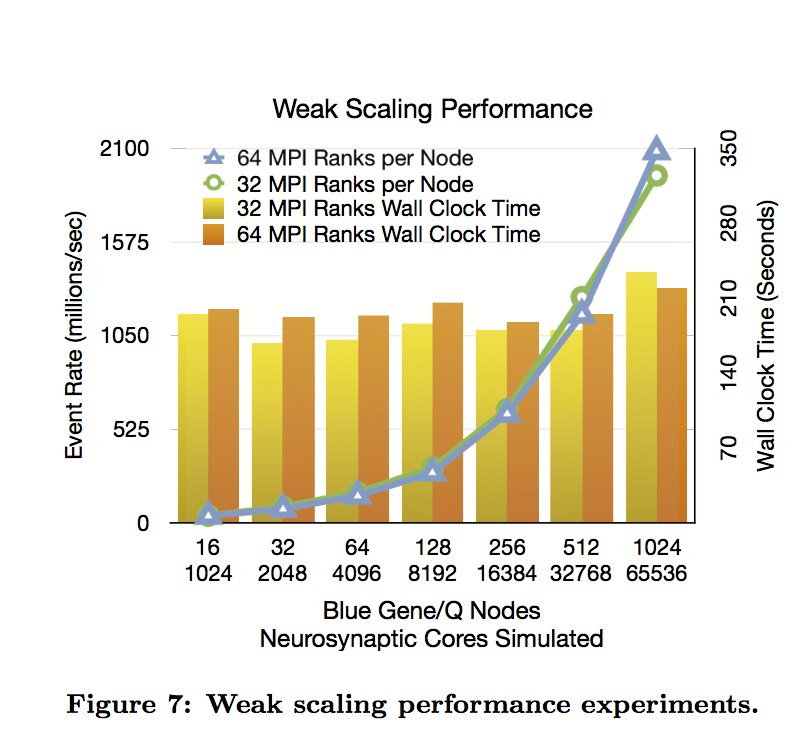 Weak Scaling Performance
64 MPI Ranks per Node
32 MPI Ranks per Node
32 MPI Ranks Wall Clock Time
64 MPI Ranks Wall Clock Time
Event Rate (millions/sec)
2100
1575
1050
525
0
350
280
210
140
70
Wall Clock Time (Seconds)
16 32 64 128 256 512 1024
1024 2048 4096 8192 16384 32768 65536
Blue Gene/Q Nodes
Neurosynaptic Cores Simulated
Figure 7: Weak scaling performance experiments.